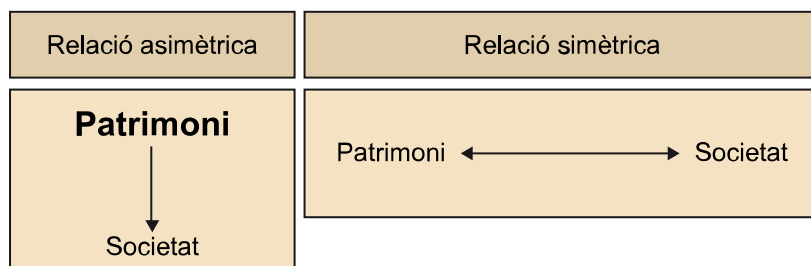 Relació asimètrica
Relació simètrica
Patrimoni
Societat
Patrimoni
Societat